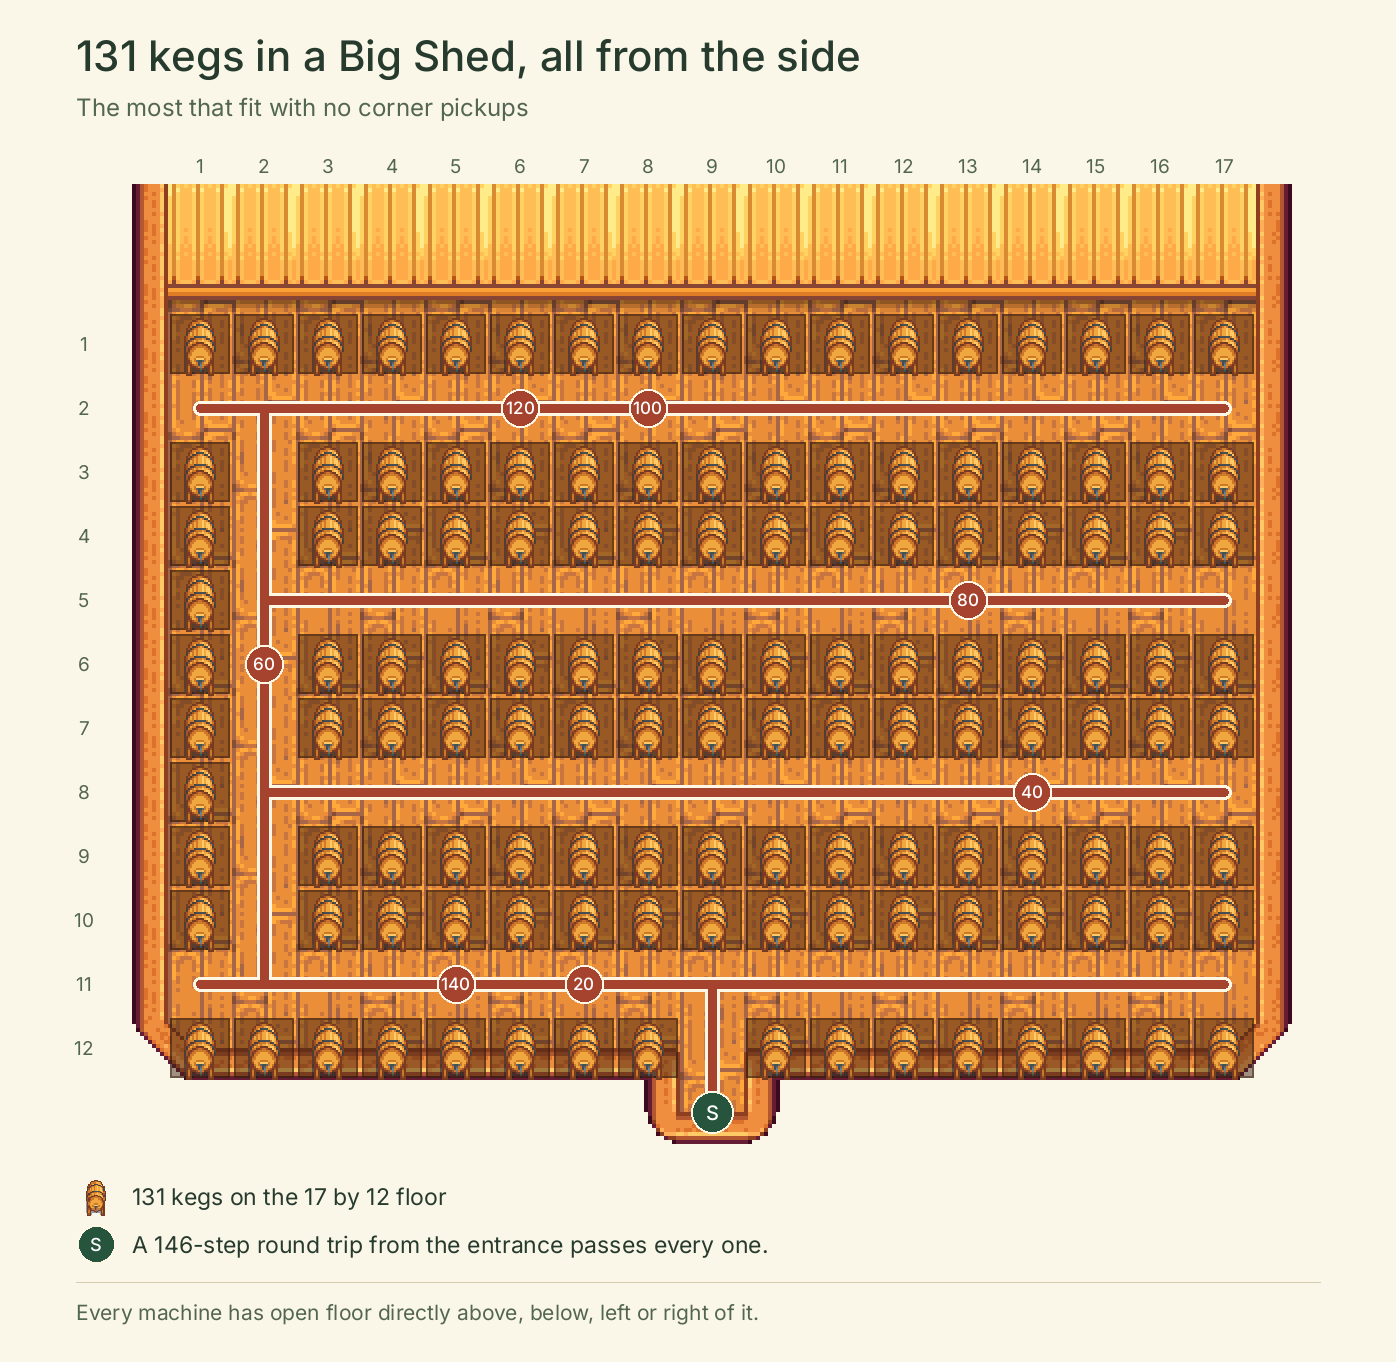 131 kegs in a Big Shed, all from the side
The most that fit with no corner pickups
1 2 3 4 5 6 7 8 9 10 11 12 13 14 15 16 17
1
2 120 100
3
4
5 80
6 60
7
8 40
9
10
11 140 20
12
S
131 kegs on the 17 by 12 floor
S A 146-step round trip from the entrance passes every one.
Every machine has open floor directly above, below, left or right of it.